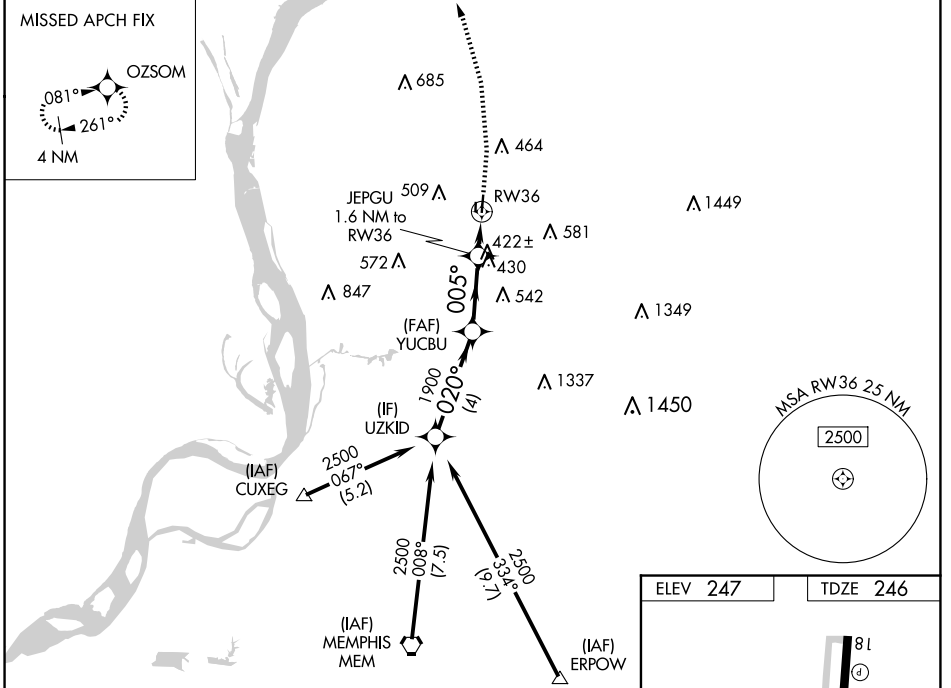 MISSED APCH FIX
OZSOM
081°
261°
4 NM
685
464
509
RW36
JEPGU
1.6 NM to
RW36
1449
581
422±
430
572
847
005°
542
1349
(FAF)
YUCBU
1900
020°
(4)
1337
1450
(IF)
UZKID
MSA RW36 25 NM
2500
(IAF)
CUXEG
2500
067°
(5.2)
2500
008°
(7.5)
2500
334°
(9.7)
(IAF)
MEMPHIS
MEM
(IAF)
ERPOW
ELEV 247
TDZE 246
18
P